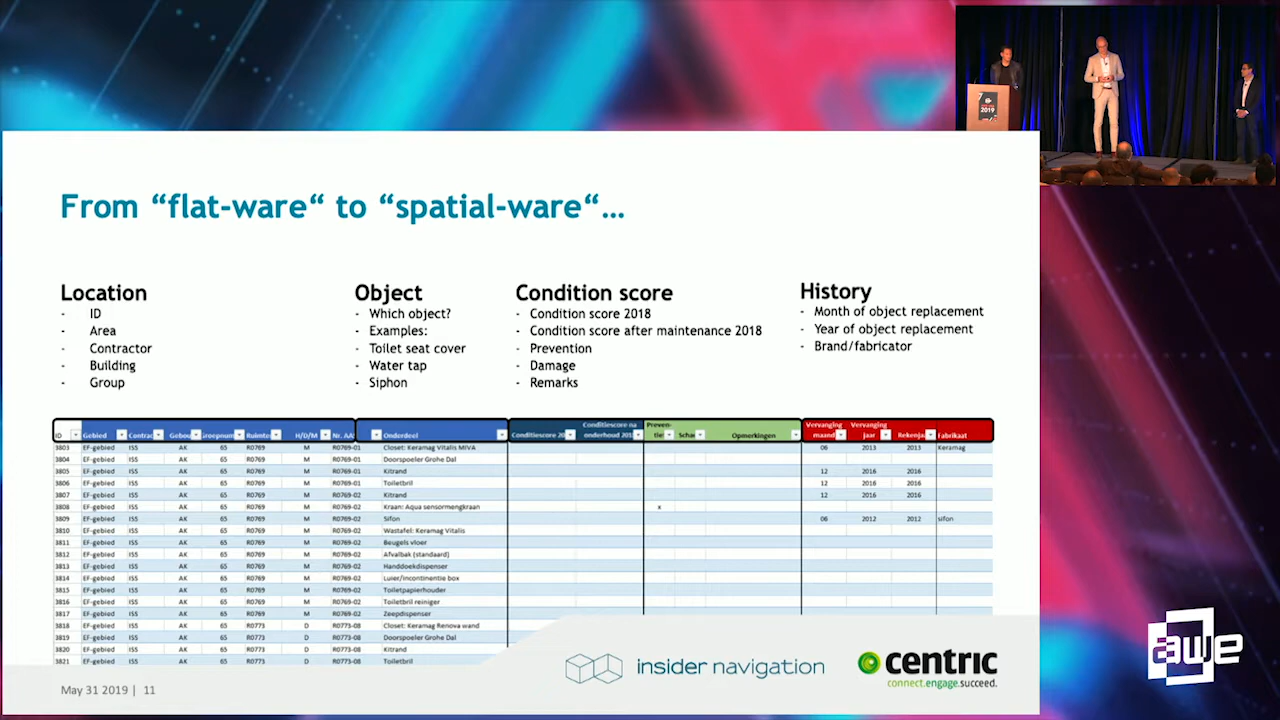 2019
From “flat-ware“ to “spatial-ware“...
Location
- ID
- Area
- Contractor
- Building
- Group
Object
- Which object?
- Examples:
- Toilet seat cover
- Water tap
- Siphon
Condition score
- Condition score 2018
- Condition score after maintenance 2018
- Prevention
- Damage
- Remarks
History
- Month of object replacement
- Year of object replacement
- Brand/fabricator
ID Gebied Contrac Gebou Ruimte H/D/M Nr. Onderdeel Opmerkingen Vervanging maand Vervanging jaar Rekenja Fabrikaat
3803 EF-gebied ISS AK 65 R0769 M R0769-01 Closet: Keramag Vitalis MIVA 06 2013 2013 Keramag
3804 EF-gebied ISS AK 65 R0769 M R0769-01 Doorspoeler Grohe Dal
3805 EF-gebied ISS AK 65 R0769 M R0769-01 Kitrand 12 2016 2016
3806 EF-gebied ISS AK 65 R0769 M R0769-01 Toiletbril 12 2016 2016
3807 EF-gebied ISS AK 65 R0769 M R0769-02 Kitrand 12 2016 2016
3808 EF-gebied ISS AK 65 R0769 M R0769-02 Kraan: Aqua sensormengkraan x
3809 EF-gebied ISS AK 65 R0769 M R0769-02 Sifon 06 2012 2012 sifon
3810 EF-gebied ISS AK 65 R0769 M R0769-02 Wastafel: Keramag Vitalis
3811 EF-gebied ISS AK 65 R0769 M R0769-02 Beugels vloer
3812 EF-gebied ISS AK 65 R0769 M R0769-02 Afvalbak (standaard)
3813 EF-gebied ISS AK 65 R0769 M R0769-02 Handdoekdispenser
3814 EF-gebied ISS AK 65 R0769 M R0769-02 Luier/incontinentie box
3815 EF-gebied ISS AK 65 R0769 M R0769-02 Toiletpapierhouder
3816 EF-gebied ISS AK 65 R0769 M R0769-02 Toiletbril reiniger
3817 EF-gebied ISS AK 65 R0769 M R0769-02 Zeepdispenser
3818 EF-gebied ISS AK 65 R0773 D R0773-08 Closet: Keramag Renova wand
3819 EF-gebied ISS AK 65 R0773 D R0773-08 Doorspoeler Grohe Dal
3820 EF-gebied ISS AK 65 R0773 D R0773-08 Kitrand
3821 EF-gebied ISS AK 65 R0773 D R0773-08 Toiletbril
insider navigation
centric
connect.engage.succeed.
May 31 2019 | 11
awe